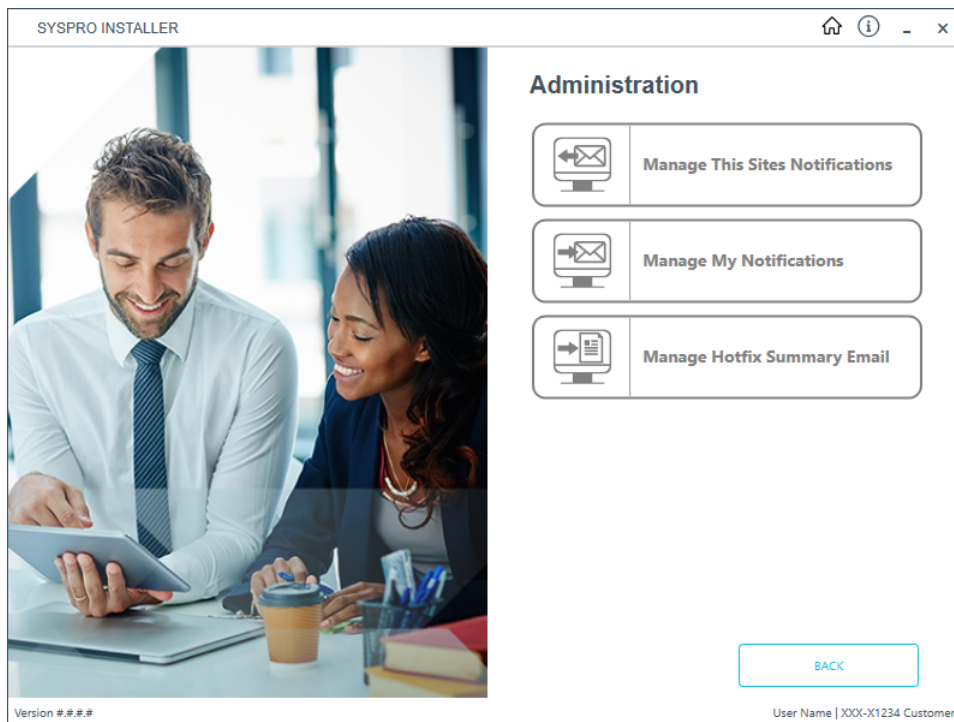 SYSPRO INSTALLER
Administration
Manage This Sites Notifications
Manage My Notifications
Manage Hotfix Summary Email
BACK
Version #.#.#.#
User Name | XXX-X1234 Customer